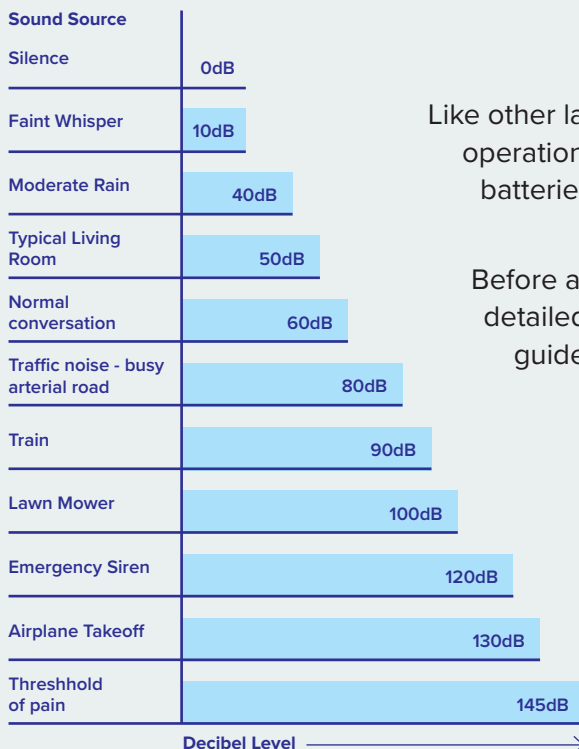 Sound Source
Silence
0dB
Faint Whisper
10dB
Moderate Rain
40dB
Typical Living
Room
50dB
Normal
conversation
60dB
Traffic noise - busy
arterial road
80dB
Train
90dB
Lawn Mower
100dB
Emergency Siren
120dB
Airplane Takeoff
130dB
Threshhold
of pain
145dB
Decibel Level
Like other la
operation
batterie
Before a
detailed
guide